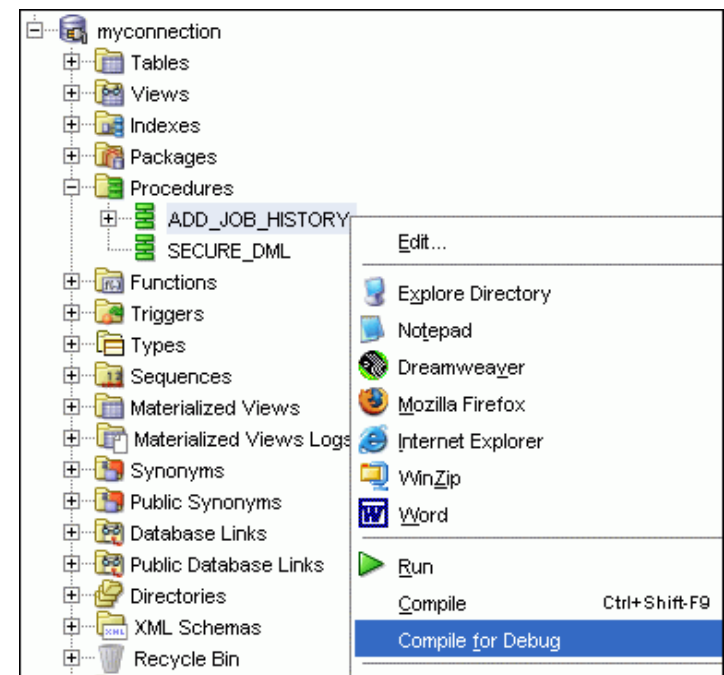 myconnection
Tables
Views
Indexes
Packages
Procedures
ADD_JOB_HISTORY
SECURE_DML
Functions
Triggers
Types
Sequences
Materialized Views
Materialized Views Logs
Synonyms
Public Synonyms
Database Links
Public Database Links
Directories
XML Schemas
Recycle Bin
Edit...
Explore Directory
Notepad
Dreamweaver
Mozilla Firefox
Internet Explorer
WinZip
Word
Run
Compile Ctrl+Shift-F9
Compile for Debug